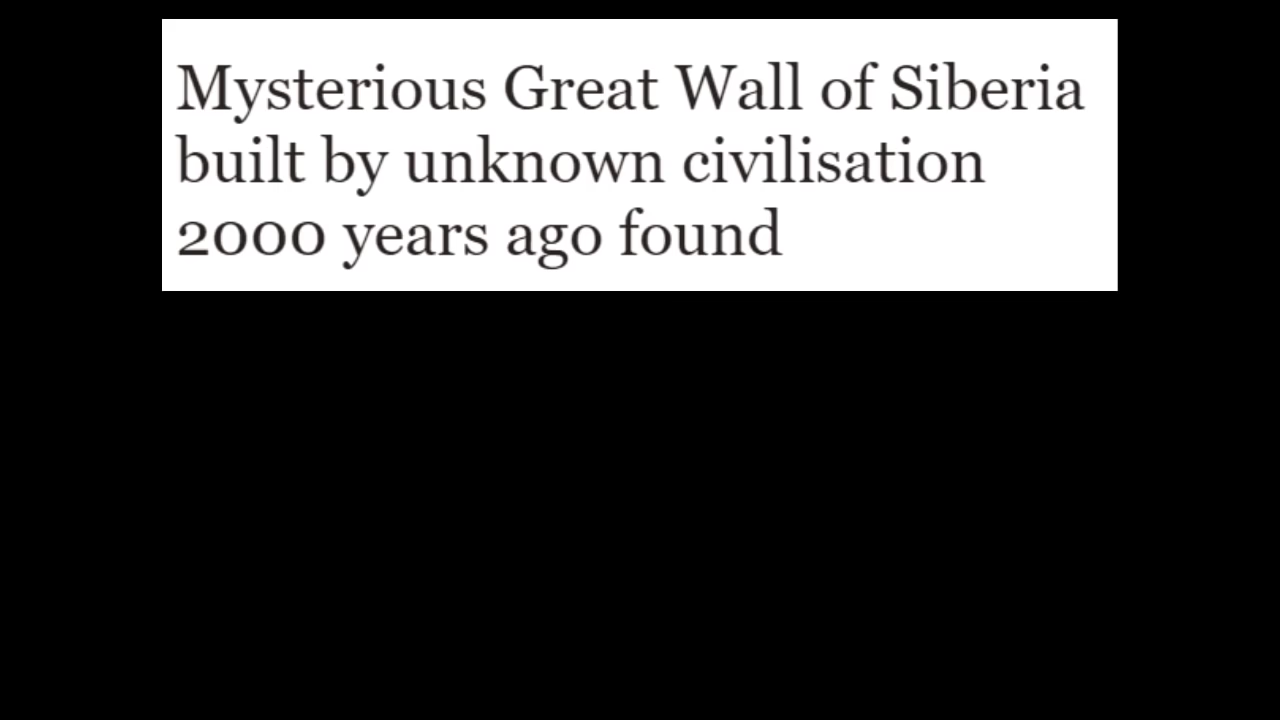 Mysterious Great Wall of Siberia
built by unknown civilisation
2000 years ago found